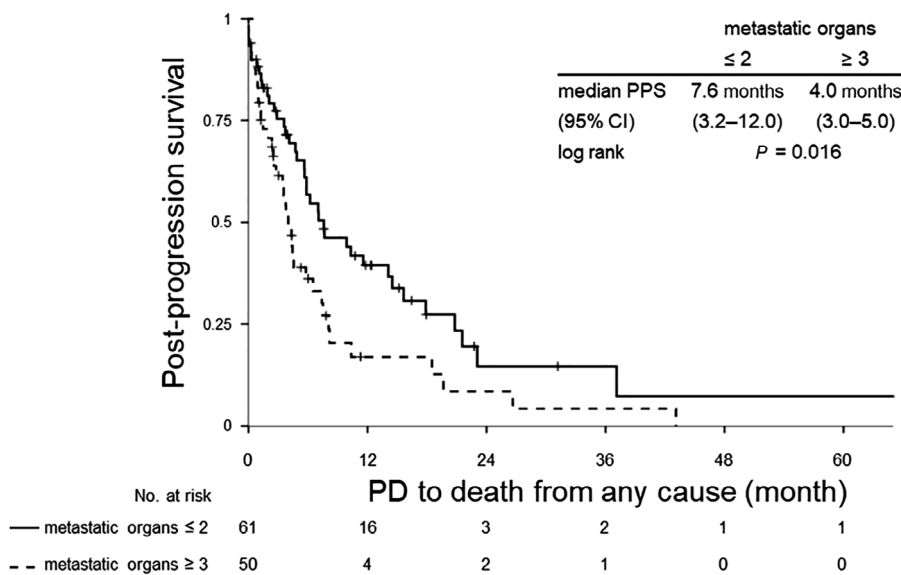 metastatic organs
≤ 2 ≥ 3
median PPS 7.6 months 4.0 months
(95% CI) (3.2–12.0) (3.0–5.0)
log rank P = 0.016
Post-progression survival
1
0.75
0.5
0.25
0
0 12 24 36 48 60
PD to death from any cause (month)
No. at risk
metastatic organs ≤ 2 61 16 3 2 1 1
metastatic organs ≥ 3 50 4 2 1 0 0